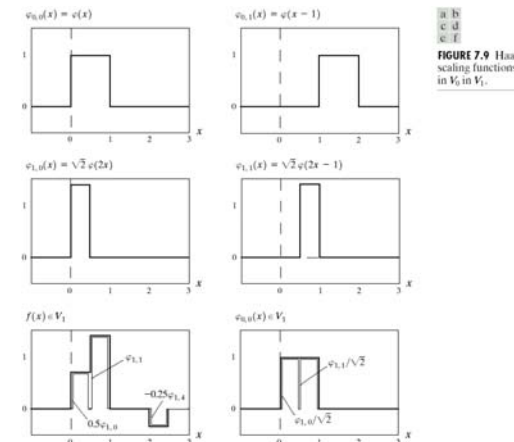 φ₀,₀(x) = φ(x)
φ₀,₁(x) = φ(x − 1)
1
0
0 1 2 3 x
1
0
0 1 2 3 x
φ₁,₀(x) = √2 φ(2x)
φ₁,₁(x) = √2 φ(2x − 1)
1
0
0 1 2 3 x
1
0
0 1 2 3 x
f(x) ∈ V₁
φ₀,₀(x) ∈ V₁
1
0
φ₁,₁
−0.25φ₁,₄
0.5φ₁,₀
0 1 2 3 x
1
0
φ₁,₁/√2
φ₁,₀/√2
0 1 2 3 x
a b
c d
e f
FIGURE 7.9 Haa
scaling functions
in V₀ in V₁.